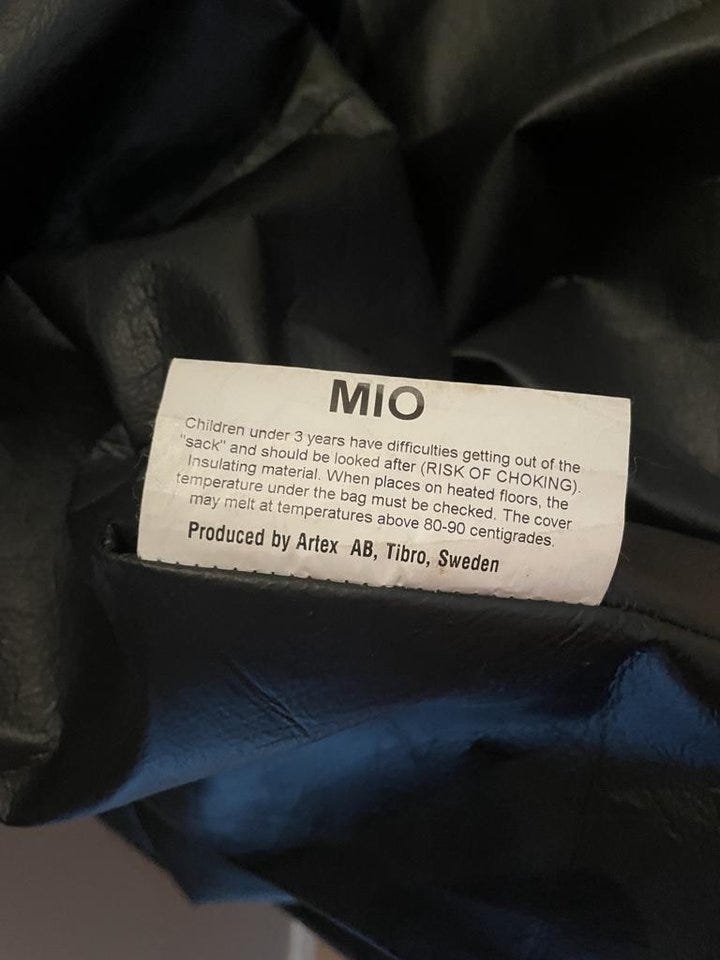 MIO
Children under 3 years have difficulties getting out of the
"sack" and should be looked after (RISK OF CHOKING).
Insulating material. When places on heated floors, the
temperature under the bag must be checked. The cover
may melt at temperatures above 80-90 centigrades.
Produced by Artex AB, Tibro, Sweden